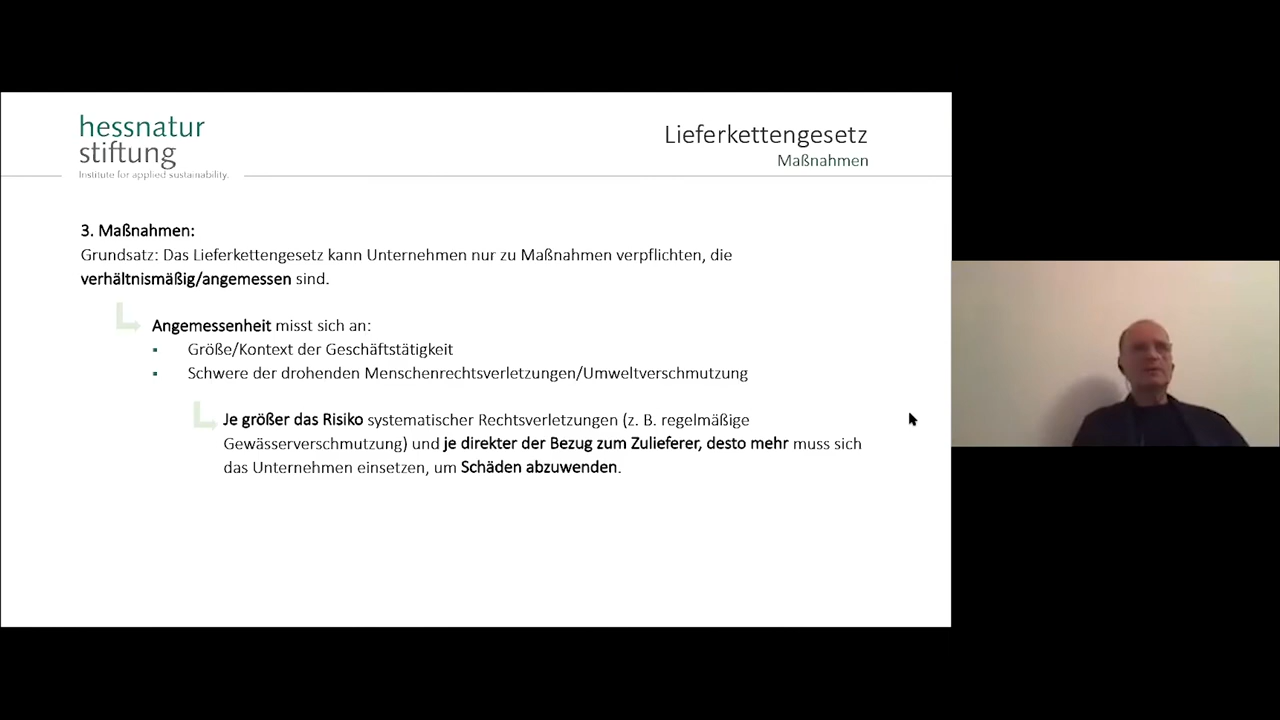 hessnatur
stiftung
Institute for applied sustainability.
Lieferkettengesetz
Maßnahmen
3. Maßnahmen:
Grundsatz: Das Lieferkettengesetz kann Unternehmen nur zu Maßnahmen verpflichten, die
verhältnismäßig/angemessen sind.
Angemessenheit misst sich an:
▪ Größe/Kontext der Geschäftstätigkeit
▪ Schwere der drohenden Menschenrechtsverletzungen/Umweltverschmutzung
Je größer das Risiko systematischer Rechtsverletzungen (z. B. regelmäßige
Gewässerverschmutzung) und je direkter der Bezug zum Zulieferer, desto mehr muss sich
das Unternehmen einsetzen, um Schäden abzuwenden.